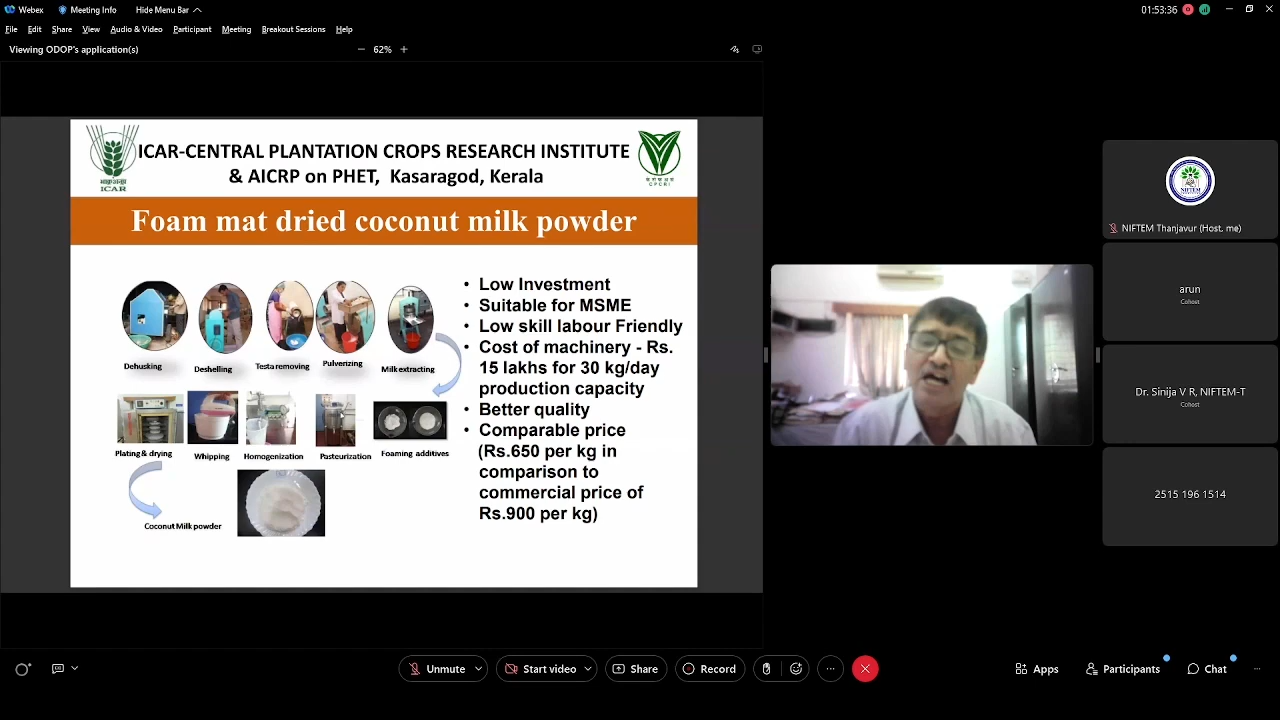 Webex
Meeting Info
Hide Menu Bar
01:53:36
File
Edit
Share
View
Audio & Video
Participant
Meeting
Breakout Sessions
Help
Viewing ODOP's application(s)
62%
ICAR-CENTRAL PLANTATION CROPS RESEARCH INSTITUTE
& AICRP on PHET, Kasaragod, Kerala
ICAR
CPCRI
Foam mat dried coconut milk powder
Dehusking
Deshelling
Testa removing
Pulverizing
Milk extracting
Plating & drying
Whipping
Homogenization
Pasteurization
Foaming additives
Coconut Milk powder
• Low Investment
• Suitable for MSME
• Low skill labour Friendly
• Cost of machinery - Rs.
15 lakhs for 30 kg/day
production capacity
• Better quality
• Comparable price
(Rs.650 per kg in
comparison to
commercial price of
Rs.900 per kg)
NIFTEM
NIFTEM Thanjavur (Host, me)
arun
Cohost
Dr. Sinija V R, NIFTEM-T
Cohost
2515 196 1514
Unmute
Start video
Share
Record
Apps
Participants
Chat